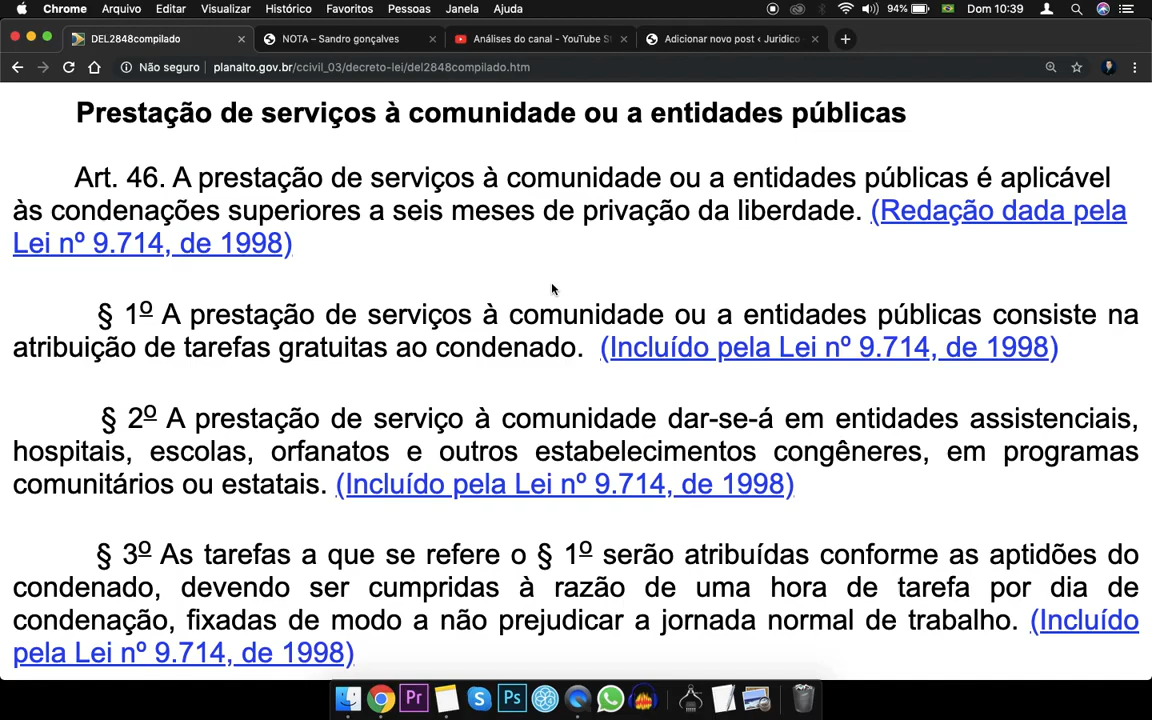 Chrome Arquivo Editar Visualizar Histórico Favoritos Pessoas Janela Ajuda 94% Dom 10:39
DEL2848compilado NOTA – Sandro gonçalves Análises do canal - YouTube S Adicionar novo post ‹ Juridico
Não seguro planalto.gov.br/ccivil_03/decreto-lei/del2848compilado.htm
Prestação de serviços à comunidade ou a entidades públicas
Art. 46. A prestação de serviços à comunidade ou a entidades públicas é aplicável
às condenações superiores a seis meses de privação da liberdade. (Redação dada pela
Lei nº 9.714, de 1998)
§ 1º A prestação de serviços à comunidade ou a entidades públicas consiste na
atribuição de tarefas gratuitas ao condenado. (Incluído pela Lei nº 9.714, de 1998)
§ 2º A prestação de serviço à comunidade dar-se-á em entidades assistenciais,
hospitais, escolas, orfanatos e outros estabelecimentos congêneres, em programas
comunitários ou estatais. (Incluído pela Lei nº 9.714, de 1998)
§ 3º As tarefas a que se refere o § 1º serão atribuídas conforme as aptidões do
condenado, devendo ser cumpridas à razão de uma hora de tarefa por dia de
condenação, fixadas de modo a não prejudicar a jornada normal de trabalho. (Incluído
pela Lei nº 9.714, de 1998)
Pr Ps